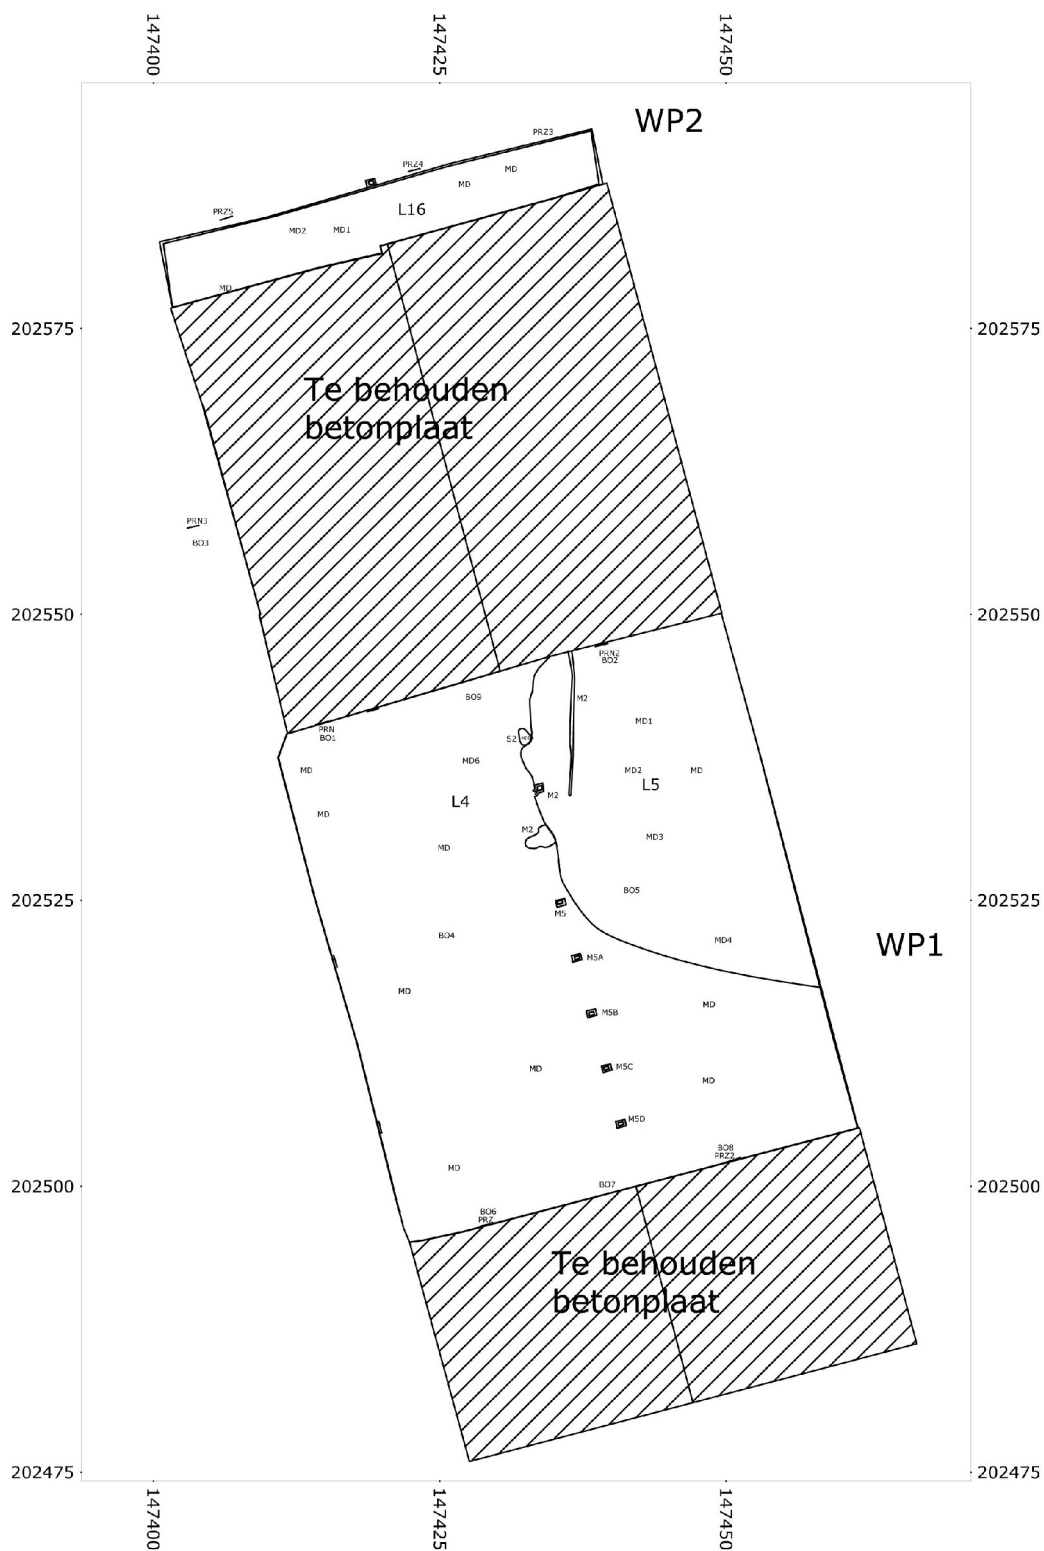 147400
147425
147450
WP2
PRZ3
PRZ4
MD
MD
PRZ5
L16
MD2
MD1
MD
202575
202575
Te behouden
betonplaat
PRN3
BO3
202550
202550
PRN2
BO2
BO9
M2
MD1
PRN
BO1
S2
MD6
MD
MD2
MD
L5
M2
L4
MD
M2
MD3
MD
BO5
202525
202525
M5
BO4
MD4
WP1
M5A
MD
MD
M5B
M5C
MD
MD
M5D
BO8
PRZ2
MD
202500
BO7
202500
BO6
PRZ
Te behouden
betonplaat
202475
202475
147400
147425
147450